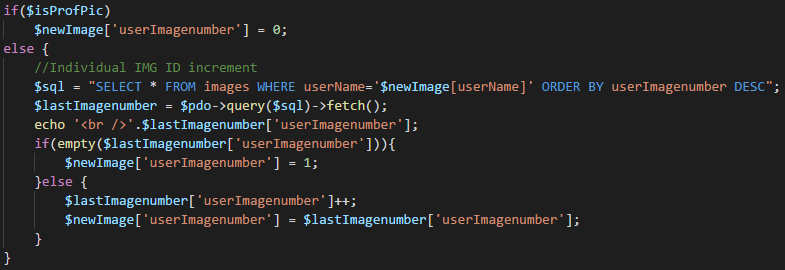 if($isProfPic)
    $newImage['userImagenumber'] = 0;
else {
    //Individual IMG ID increment
    $sql = "SELECT * FROM images WHERE userName='$newImage[userName]' ORDER BY userImagenumber DESC";
    $lastImagenumber = $pdo->query($sql)->fetch();
    echo '<br />'.$lastImagenumber['userImagenumber'];
    if(empty($lastImagenumber['userImagenumber'])){
        $newImage['userImagenumber'] = 1;
    }else {
        $lastImagenumber['userImagenumber']++;
        $newImage['userImagenumber'] = $lastImagenumber['userImagenumber'];
    }
}